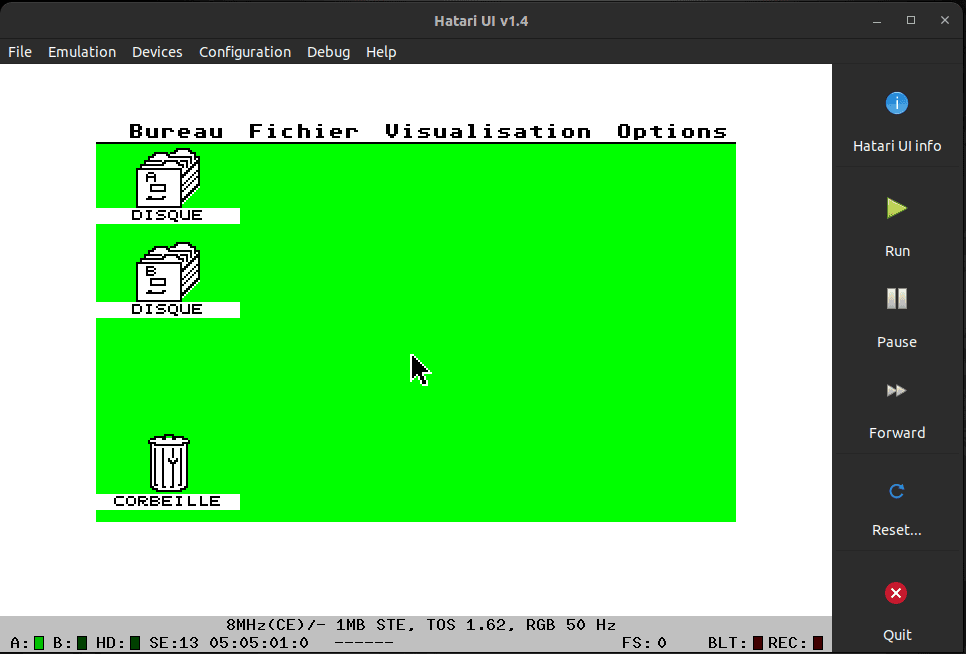 Hatari UI v1.4
File Emulation Devices Configuration Debug Help
Bureau Fichier Visualisation Options
A
DISQUE
B
DISQUE
CORBEILLE
Hatari UI info
Run
Pause
Forward
Reset...
Quit
8MHz(CE)/- 1MB STE, TOS 1.62, RGB 50 Hz
A: B: HD: SE:13 05:05:01:0 ------ FS: 0 BLT: REC: